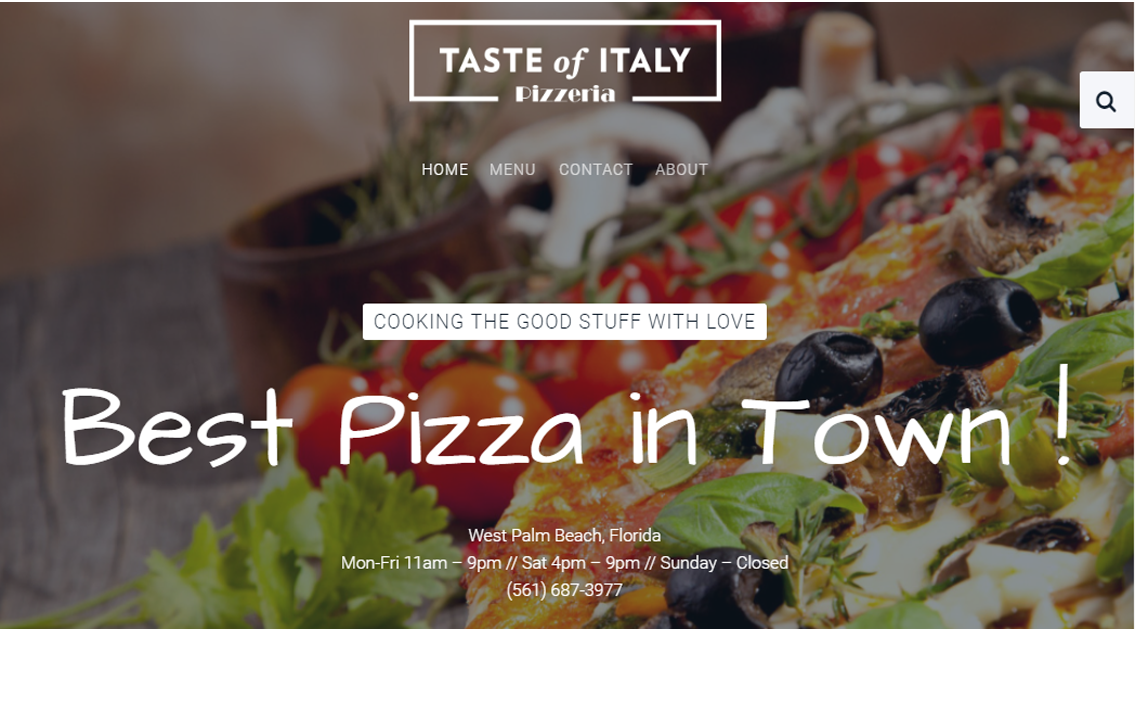 TASTE of ITALY
Pizzeria
HOME MENU CONTACT ABOUT
COOKING THE GOOD STUFF WITH LOVE
Best Pizza in Town !
West Palm Beach, Florida
Mon-Fri 11am – 9pm // Sat 4pm – 9pm // Sunday – Closed
(561) 687-3977